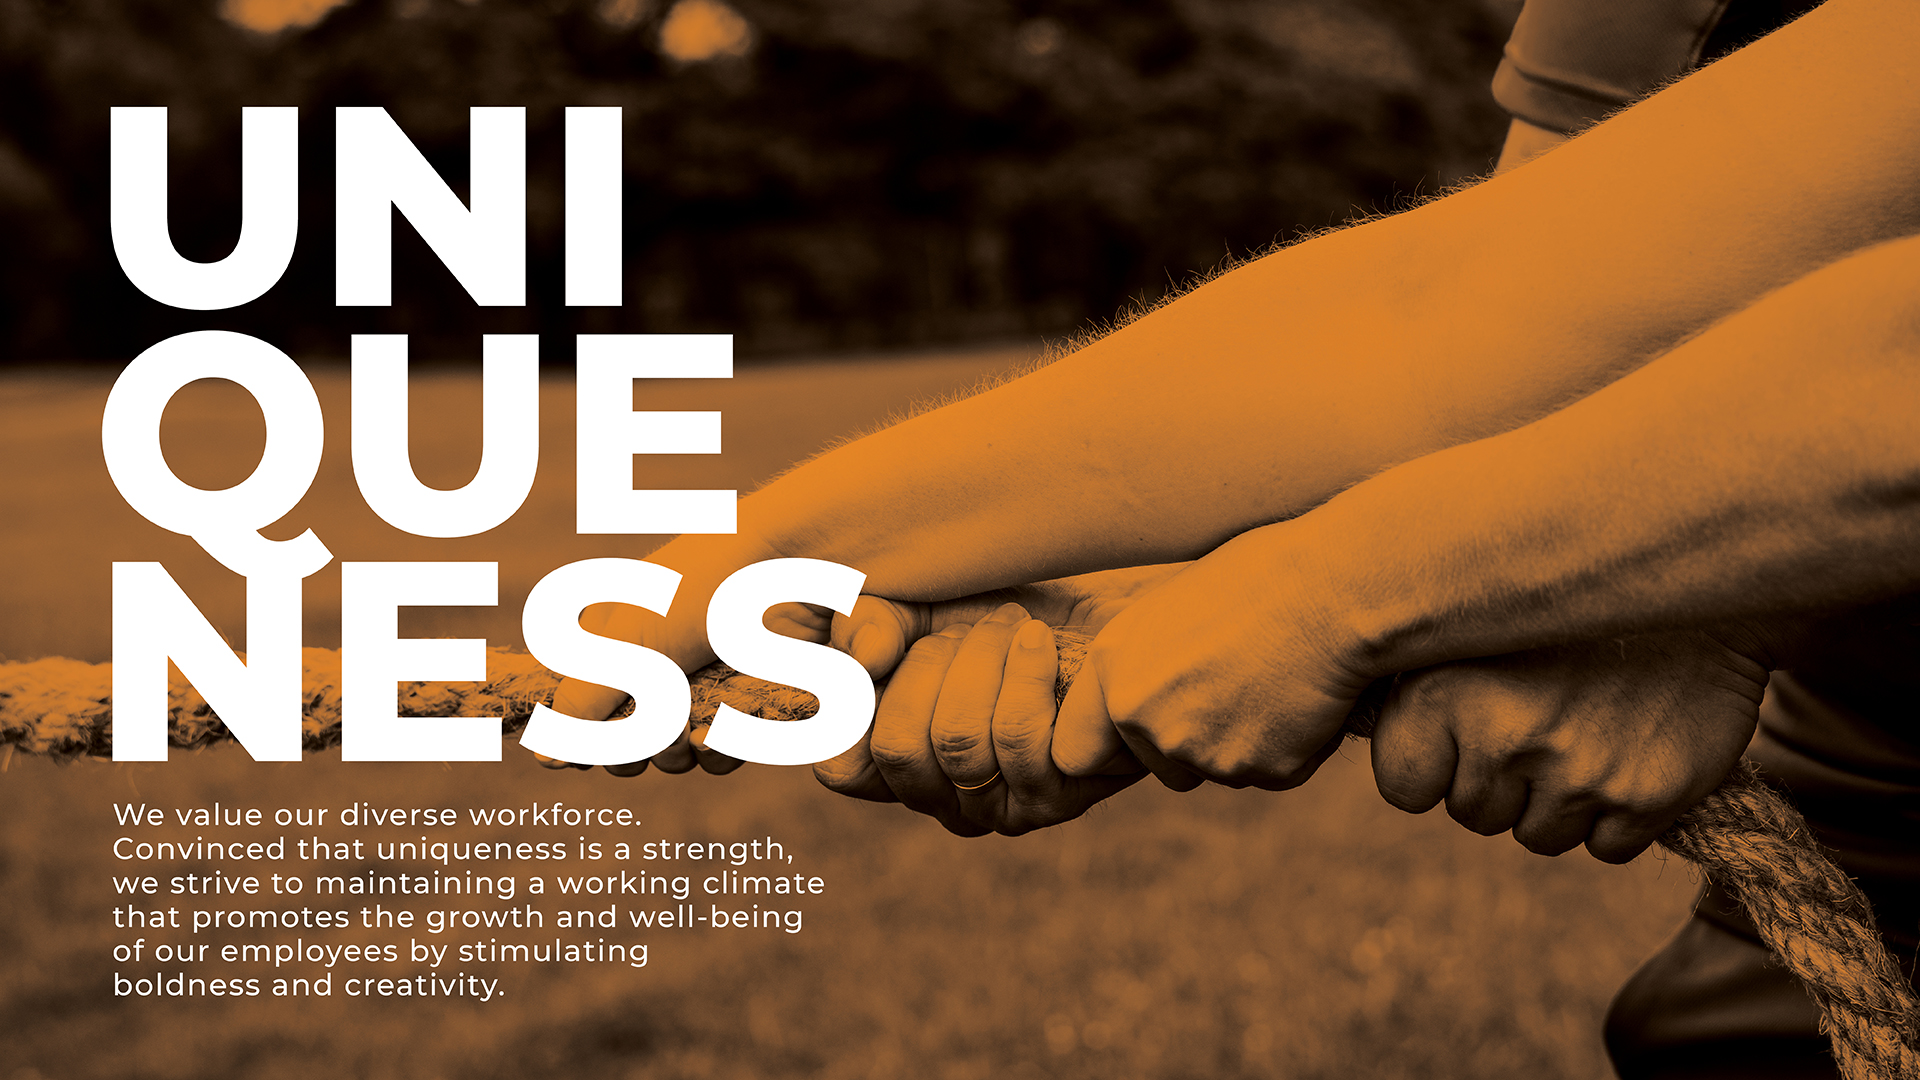 UNI
QUE
NESS
We value our diverse workforce.
Convinced that uniqueness is a strength,
we strive to maintaining a working climate
that promotes the growth and well-being
of our employees by stimulating
boldness and creativity.